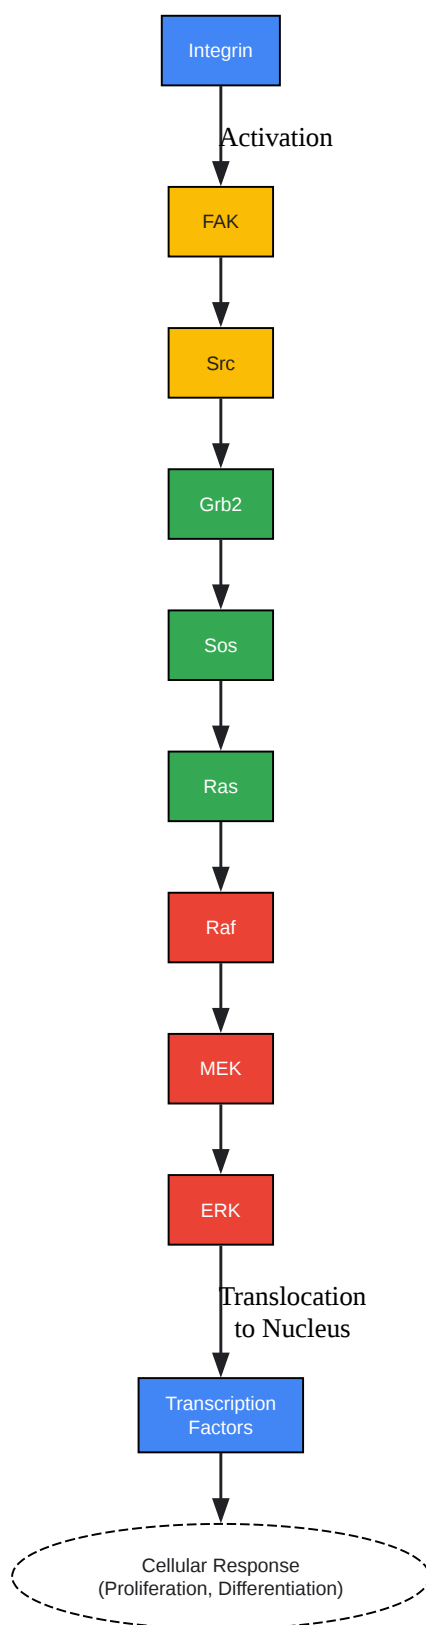 Integrin
Activation
FAK
Src
Grb2
Sos
Ras
Raf
MEK
ERK
Translocation
to Nucleus
Transcription
Factors
Cellular Response
(Proliferation, Differentiation)